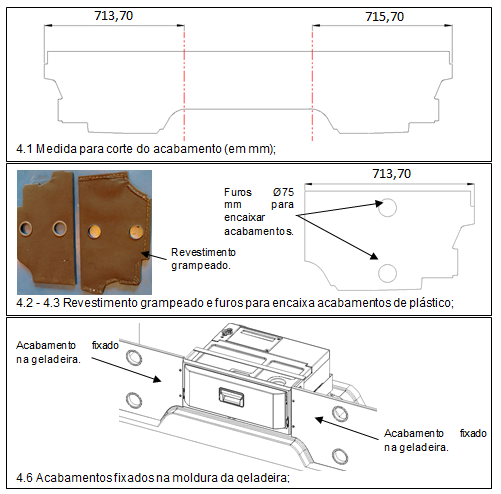 713,70
715,70
4.1 Medida para corte do acabamento (em mm);
713,70
Furos Ø75
mm para
encaixar
acabamentos.
Revestimento
grampeado.
4.2 - 4.3 Revestimento grampeado e furos para encaixa acabamentos de plástico;
Acabamento fixado
na geladeira.
Acabamento fixado
na geladeira.
4.6 Acabamentos fixados na moldura da geladeira;